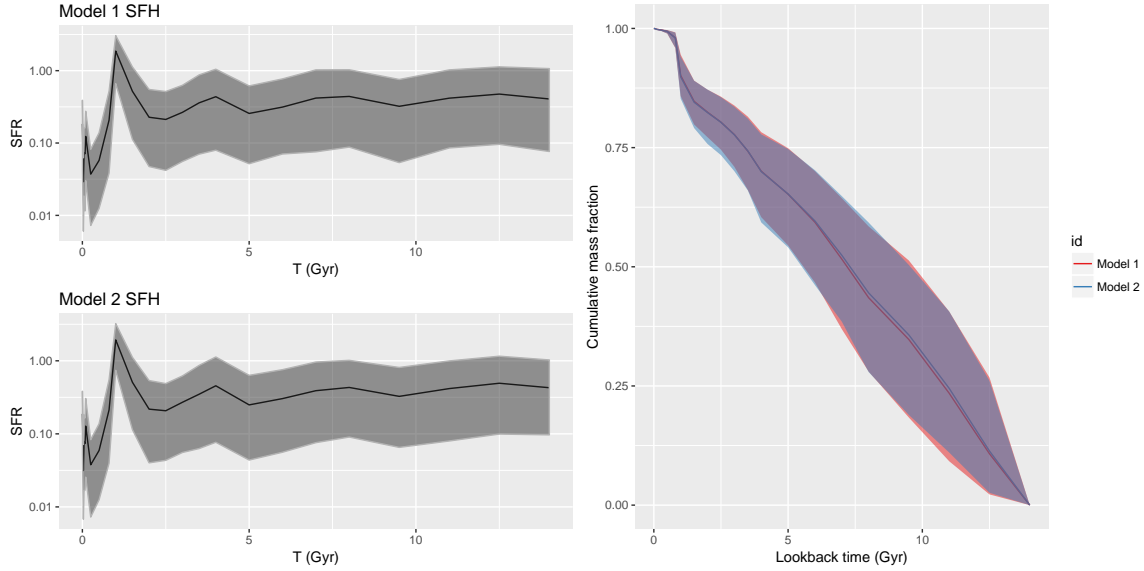 Model 1 SFH
SFR
1.00
0.10
0.01
0
5
10
T (Gyr)
Model 2 SFH
SFR
1.00
0.10
0.01
0
5
10
T (Gyr)
Cumulative mass fraction
1.00
0.75
0.50
0.25
0.00
0
5
10
Lookback time (Gyr)
id
Model 1
Model 2